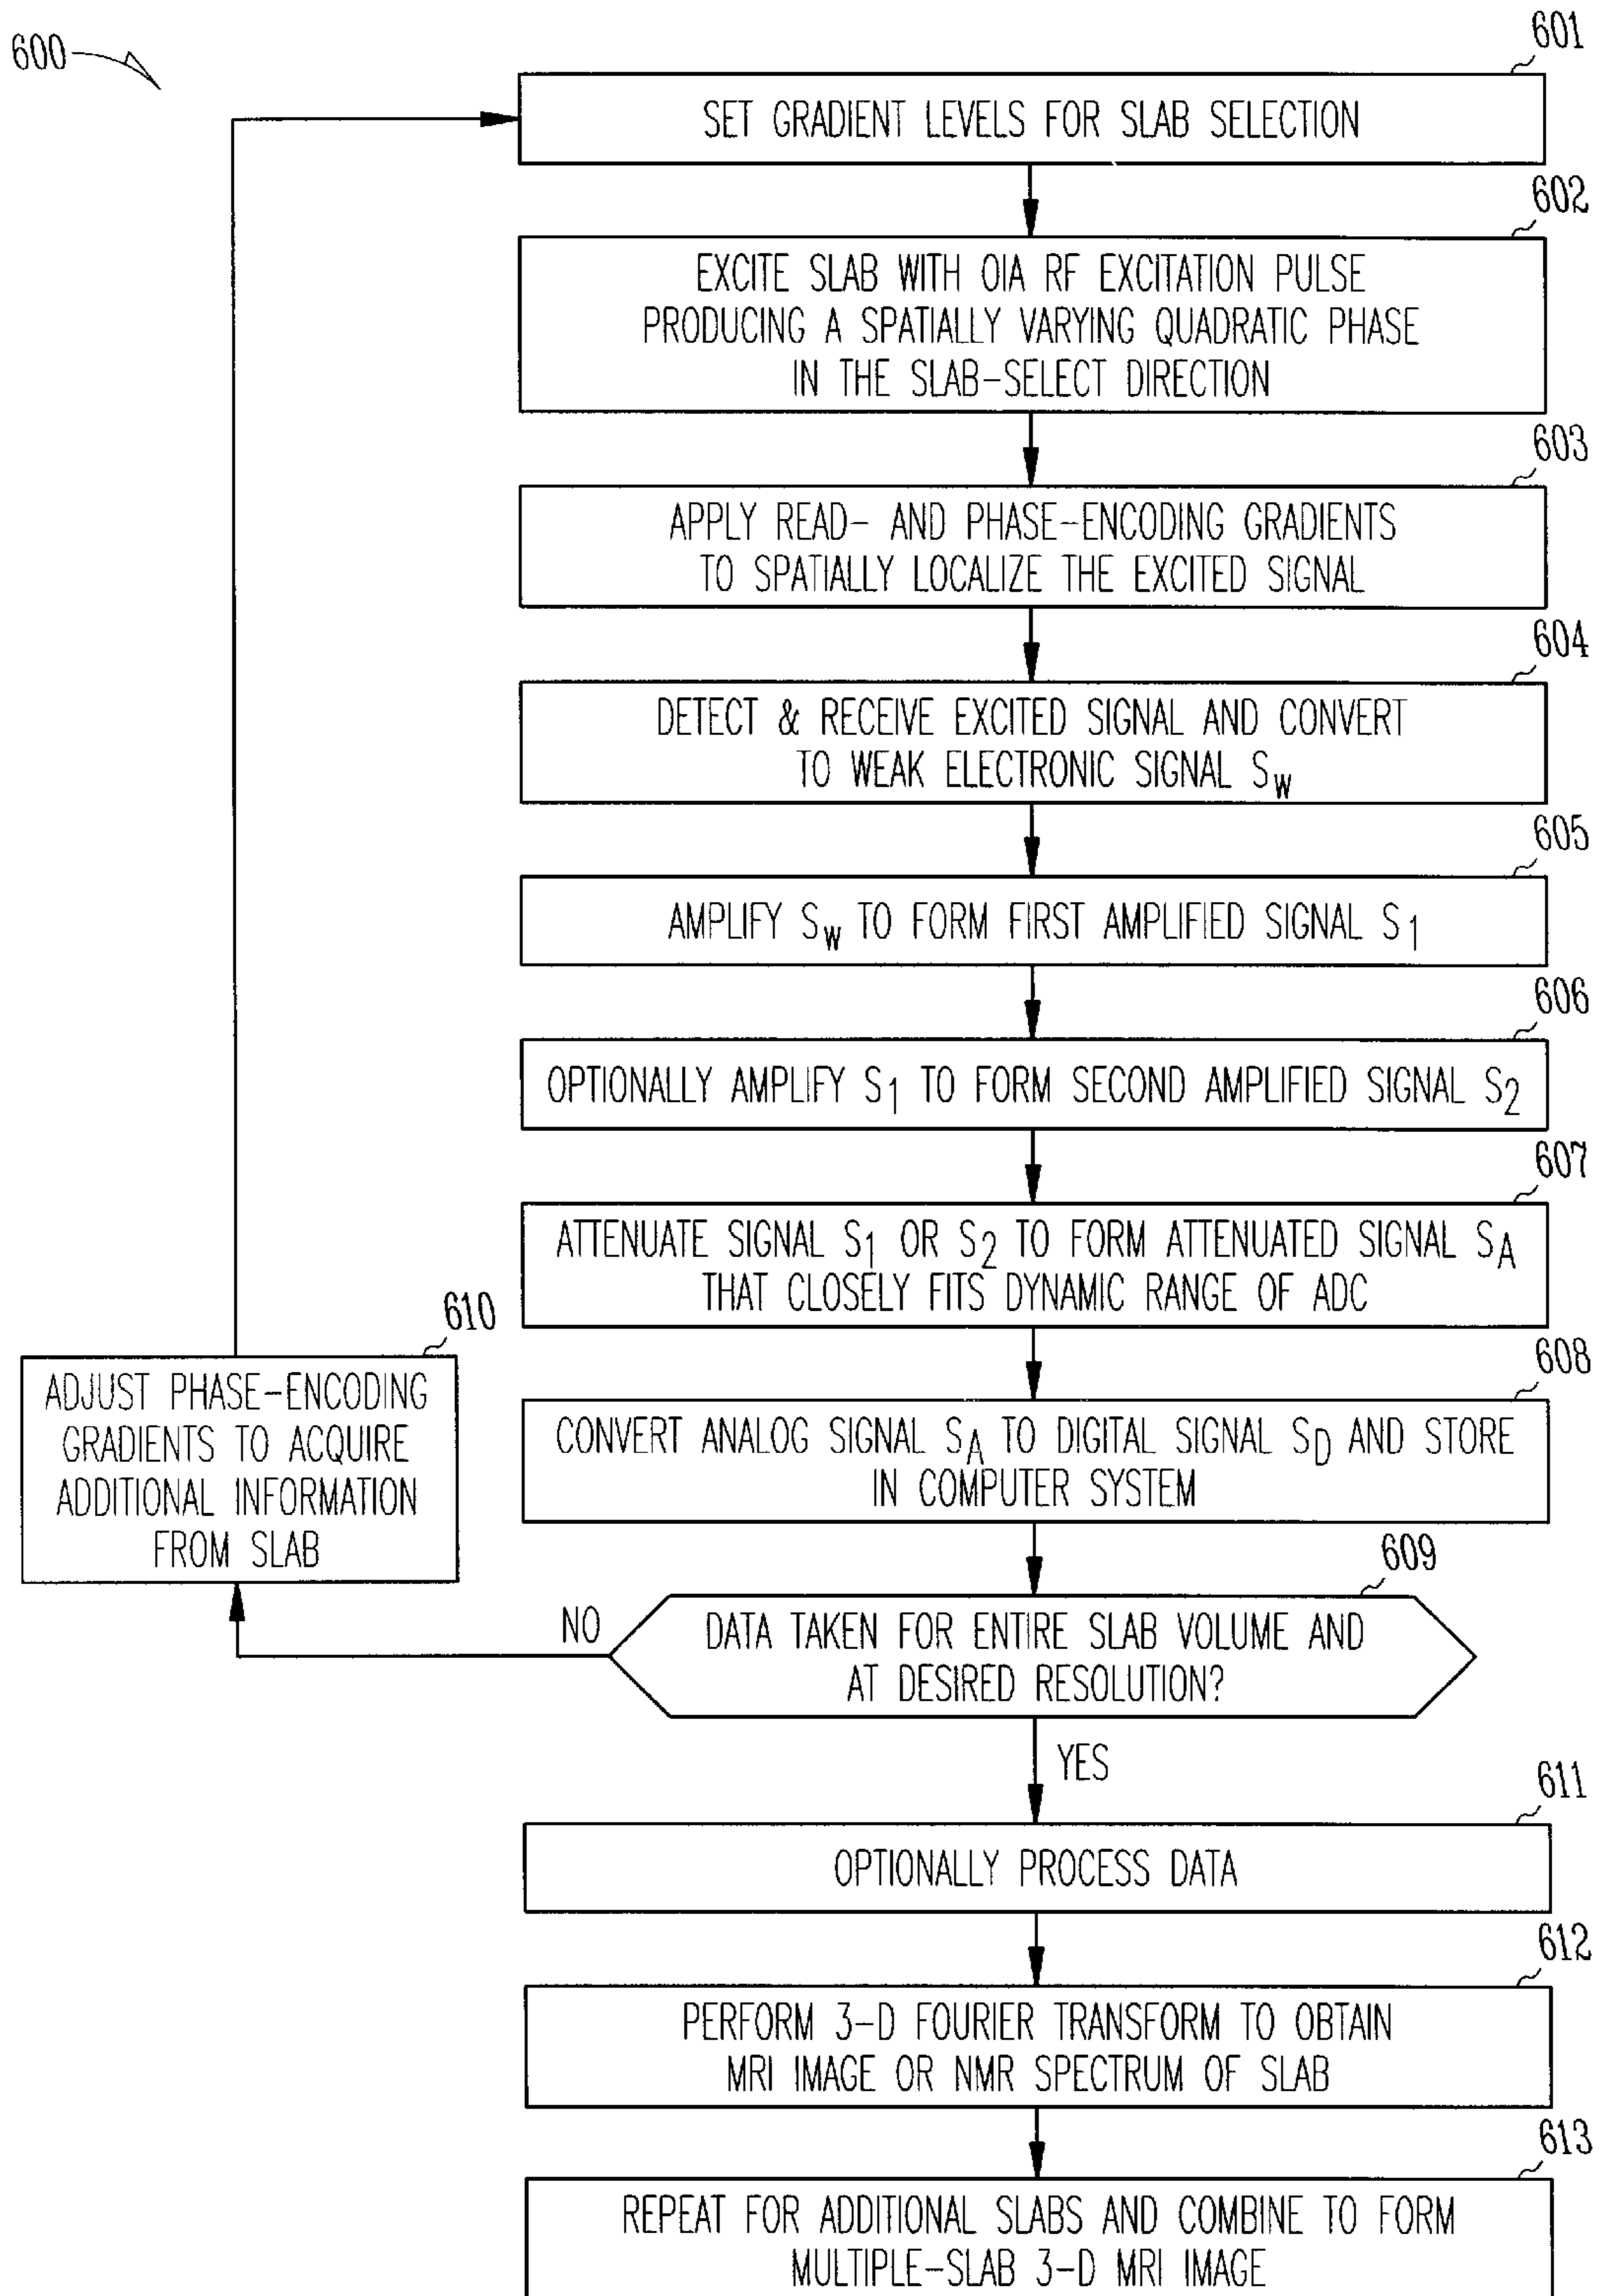 600
601
SET GRADIENT LEVELS FOR SLAB SELECTION
602
EXCITE SLAB WITH OIA RF EXCITATION PULSE
PRODUCING A SPATIALLY VARYING QUADRATIC PHASE
IN THE SLAB-SELECT DIRECTION
603
APPLY READ- AND PHASE-ENCODING GRADIENTS
TO SPATIALLY LOCALIZE THE EXCITED SIGNAL
604
DETECT & RECEIVE EXCITED SIGNAL AND CONVERT
TO WEAK ELECTRONIC SIGNAL Sw
605
AMPLIFY Sw TO FORM FIRST AMPLIFIED SIGNAL S1
606
OPTIONALLY AMPLIFY S1 TO FORM SECOND AMPLIFIED SIGNAL S2
607
ATTENUATE SIGNAL S1 OR S2 TO FORM ATTENUATED SIGNAL SA
THAT CLOSELY FITS DYNAMIC RANGE OF ADC
608
CONVERT ANALOG SIGNAL SA TO DIGITAL SIGNAL SD AND STORE
IN COMPUTER SYSTEM
609
DATA TAKEN FOR ENTIRE SLAB VOLUME AND
AT DESIRED RESOLUTION?
NO
610
ADJUST PHASE-ENCODING
GRADIENTS TO ACQUIRE
ADDITIONAL INFORMATION
FROM SLAB
YES
611
OPTIONALLY PROCESS DATA
612
PERFORM 3-D FOURIER TRANSFORM TO OBTAIN
MRI IMAGE OR NMR SPECTRUM OF SLAB
613
REPEAT FOR ADDITIONAL SLABS AND COMBINE TO FORM
MULTIPLE-SLAB 3-D MRI IMAGE